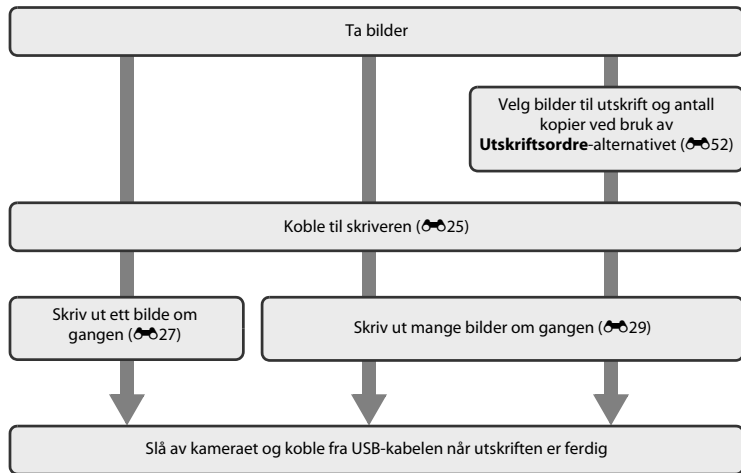 Ta bilder
Velg bilder til utskrift og antall
kopier ved bruk av
Utskriftsordre-alternativet (52)
Koble til skriveren (25)
Skriv ut ett bilde om
gangen (27)
Skriv ut mange bilder om gangen (29)
Slå av kameraet og koble fra USB-kabelen når utskriften er ferdig